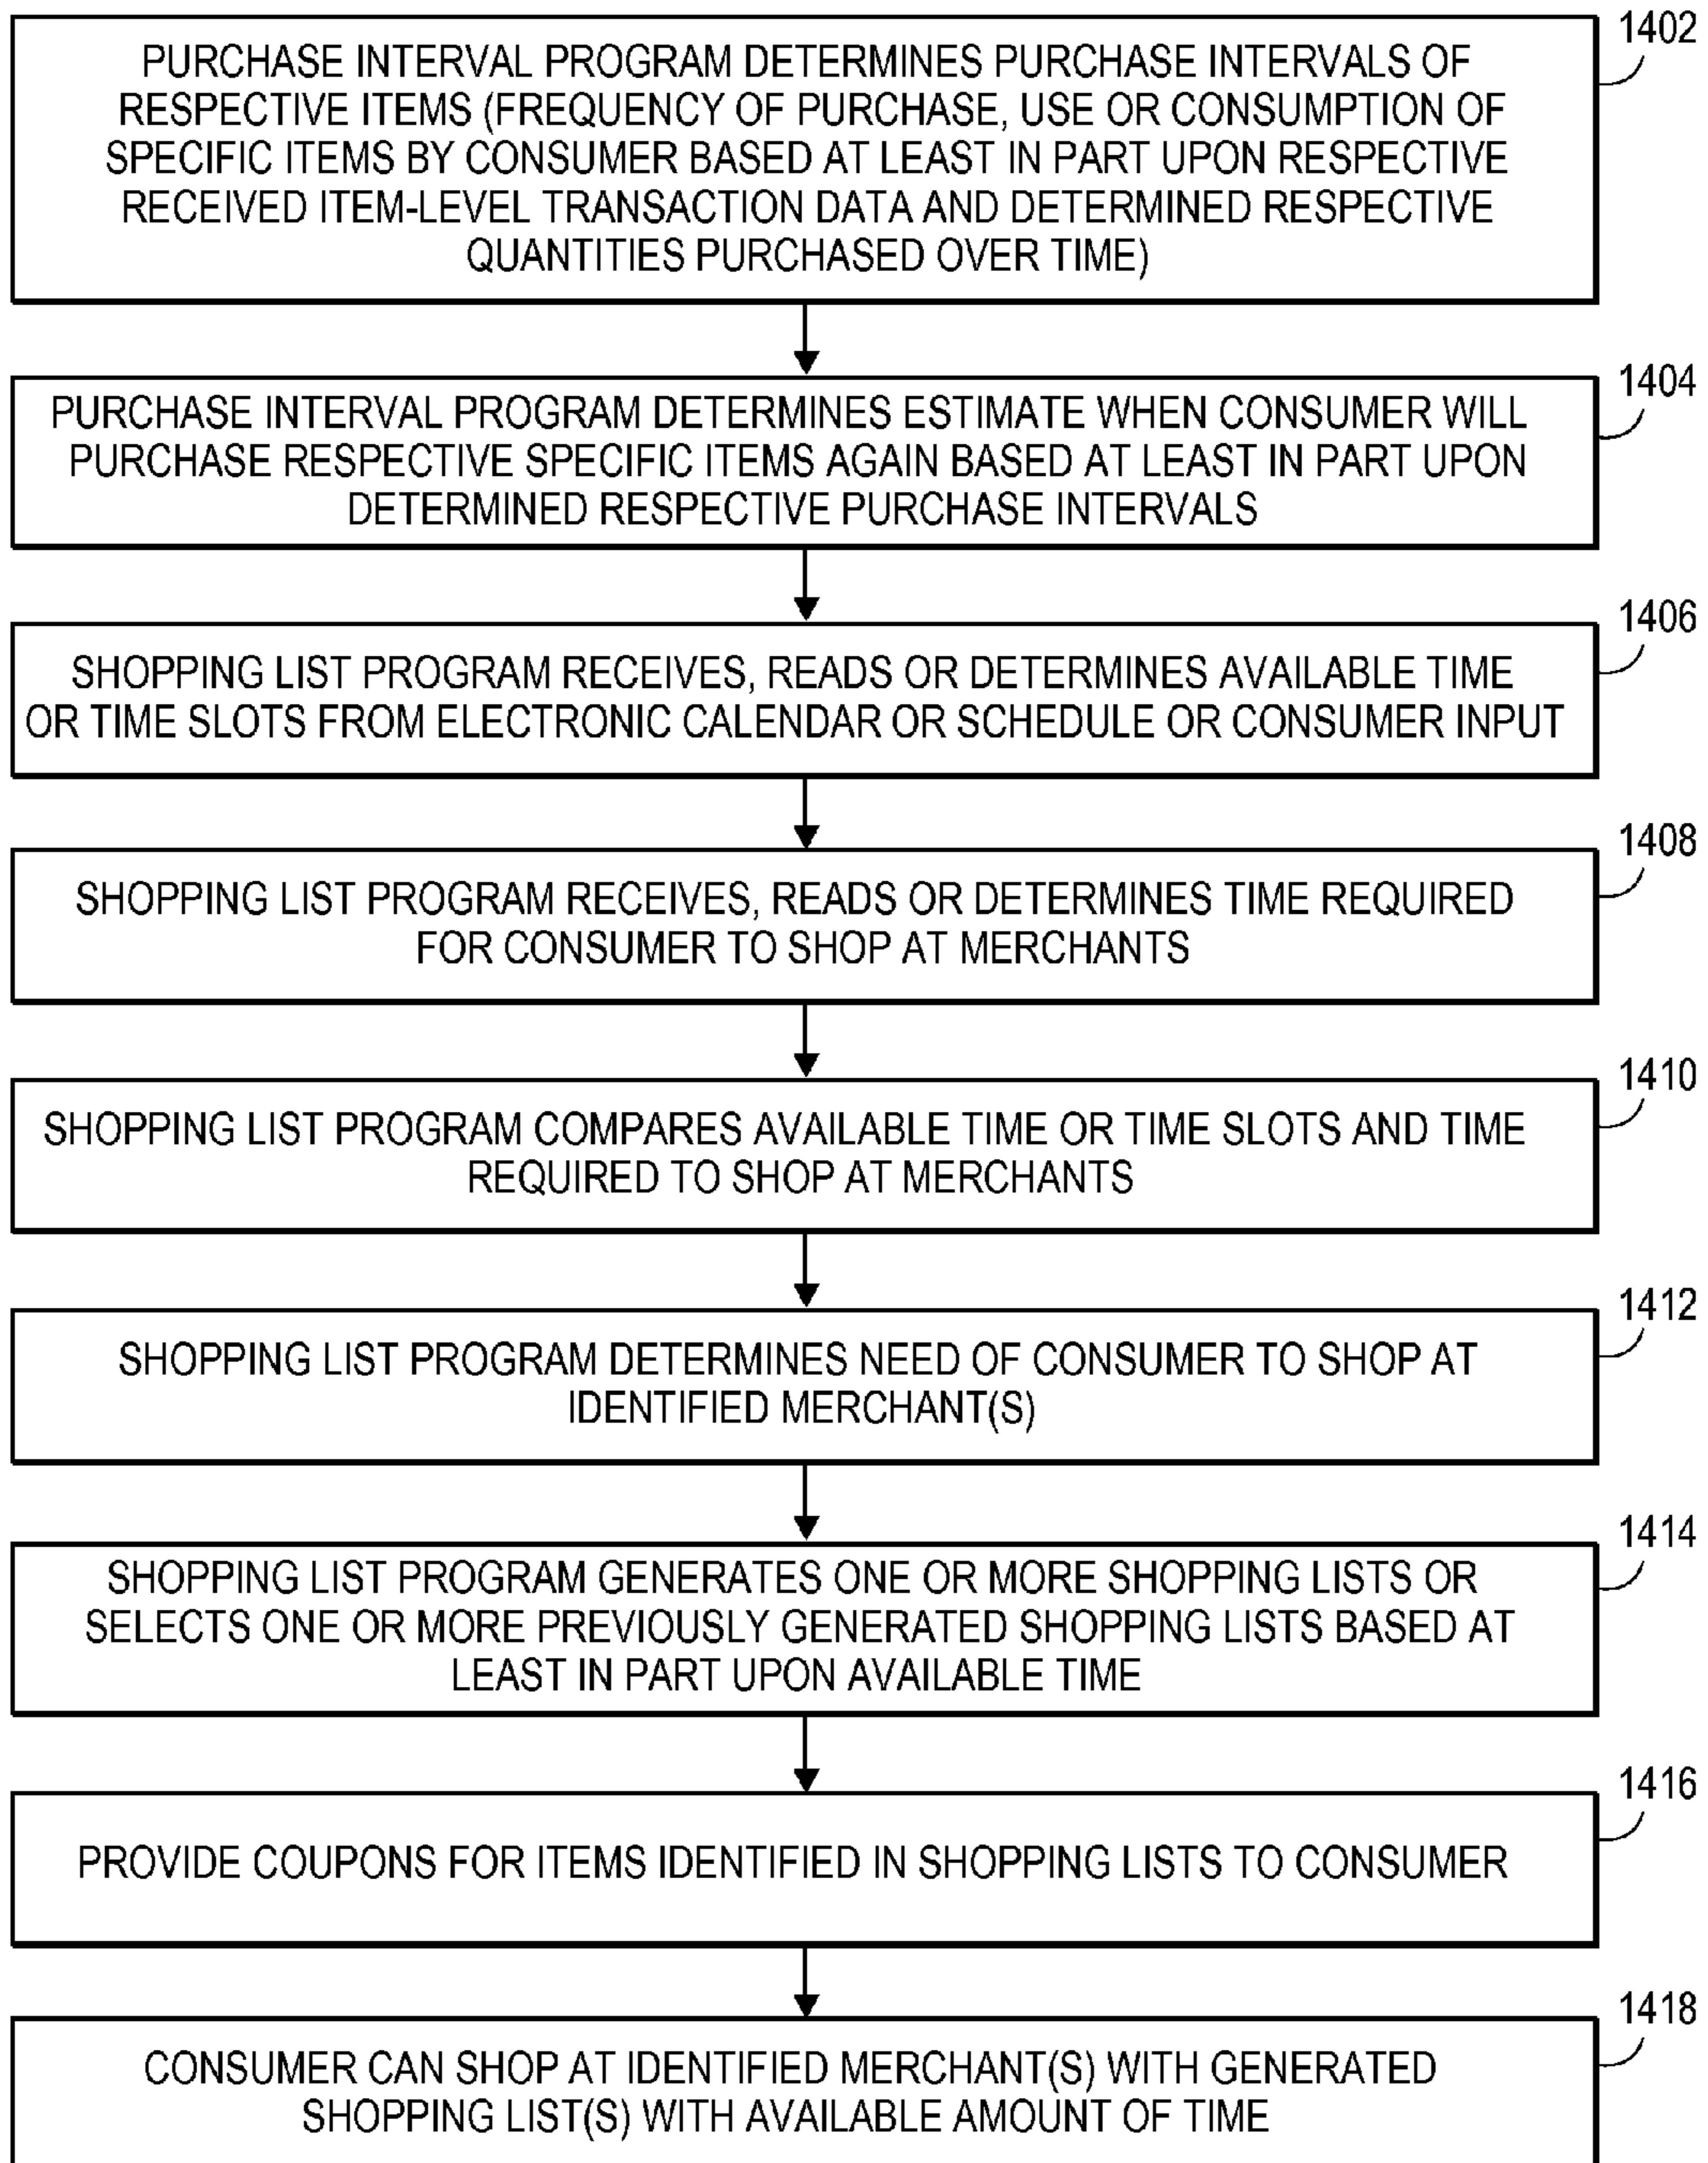 1402
PURCHASE INTERVAL PROGRAM DETERMINES PURCHASE INTERVALS OF
RESPECTIVE ITEMS (FREQUENCY OF PURCHASE, USE OR CONSUMPTION OF
SPECIFIC ITEMS BY CONSUMER BASED AT LEAST IN PART UPON RESPECTIVE
RECEIVED ITEM-LEVEL TRANSACTION DATA AND DETERMINED RESPECTIVE
QUANTITIES PURCHASED OVER TIME)
1404
PURCHASE INTERVAL PROGRAM DETERMINES ESTIMATE WHEN CONSUMER WILL
PURCHASE RESPECTIVE SPECIFIC ITEMS AGAIN BASED AT LEAST IN PART UPON
DETERMINED RESPECTIVE PURCHASE INTERVALS
1406
SHOPPING LIST PROGRAM RECEIVES, READS OR DETERMINES AVAILABLE TIME
OR TIME SLOTS FROM ELECTRONIC CALENDAR OR SCHEDULE OR CONSUMER INPUT
1408
SHOPPING LIST PROGRAM RECEIVES, READS OR DETERMINES TIME REQUIRED
FOR CONSUMER TO SHOP AT MERCHANTS
1410
SHOPPING LIST PROGRAM COMPARES AVAILABLE TIME OR TIME SLOTS AND TIME
REQUIRED TO SHOP AT MERCHANTS
1412
SHOPPING LIST PROGRAM DETERMINES NEED OF CONSUMER TO SHOP AT
IDENTIFIED MERCHANT(S)
1414
SHOPPING LIST PROGRAM GENERATES ONE OR MORE SHOPPING LISTS OR
SELECTS ONE OR MORE PREVIOUSLY GENERATED SHOPPING LISTS BASED AT
LEAST IN PART UPON AVAILABLE TIME
1416
PROVIDE COUPONS FOR ITEMS IDENTIFIED IN SHOPPING LISTS TO CONSUMER
1418
CONSUMER CAN SHOP AT IDENTIFIED MERCHANT(S) WITH GENERATED
SHOPPING LIST(S) WITH AVAILABLE AMOUNT OF TIME